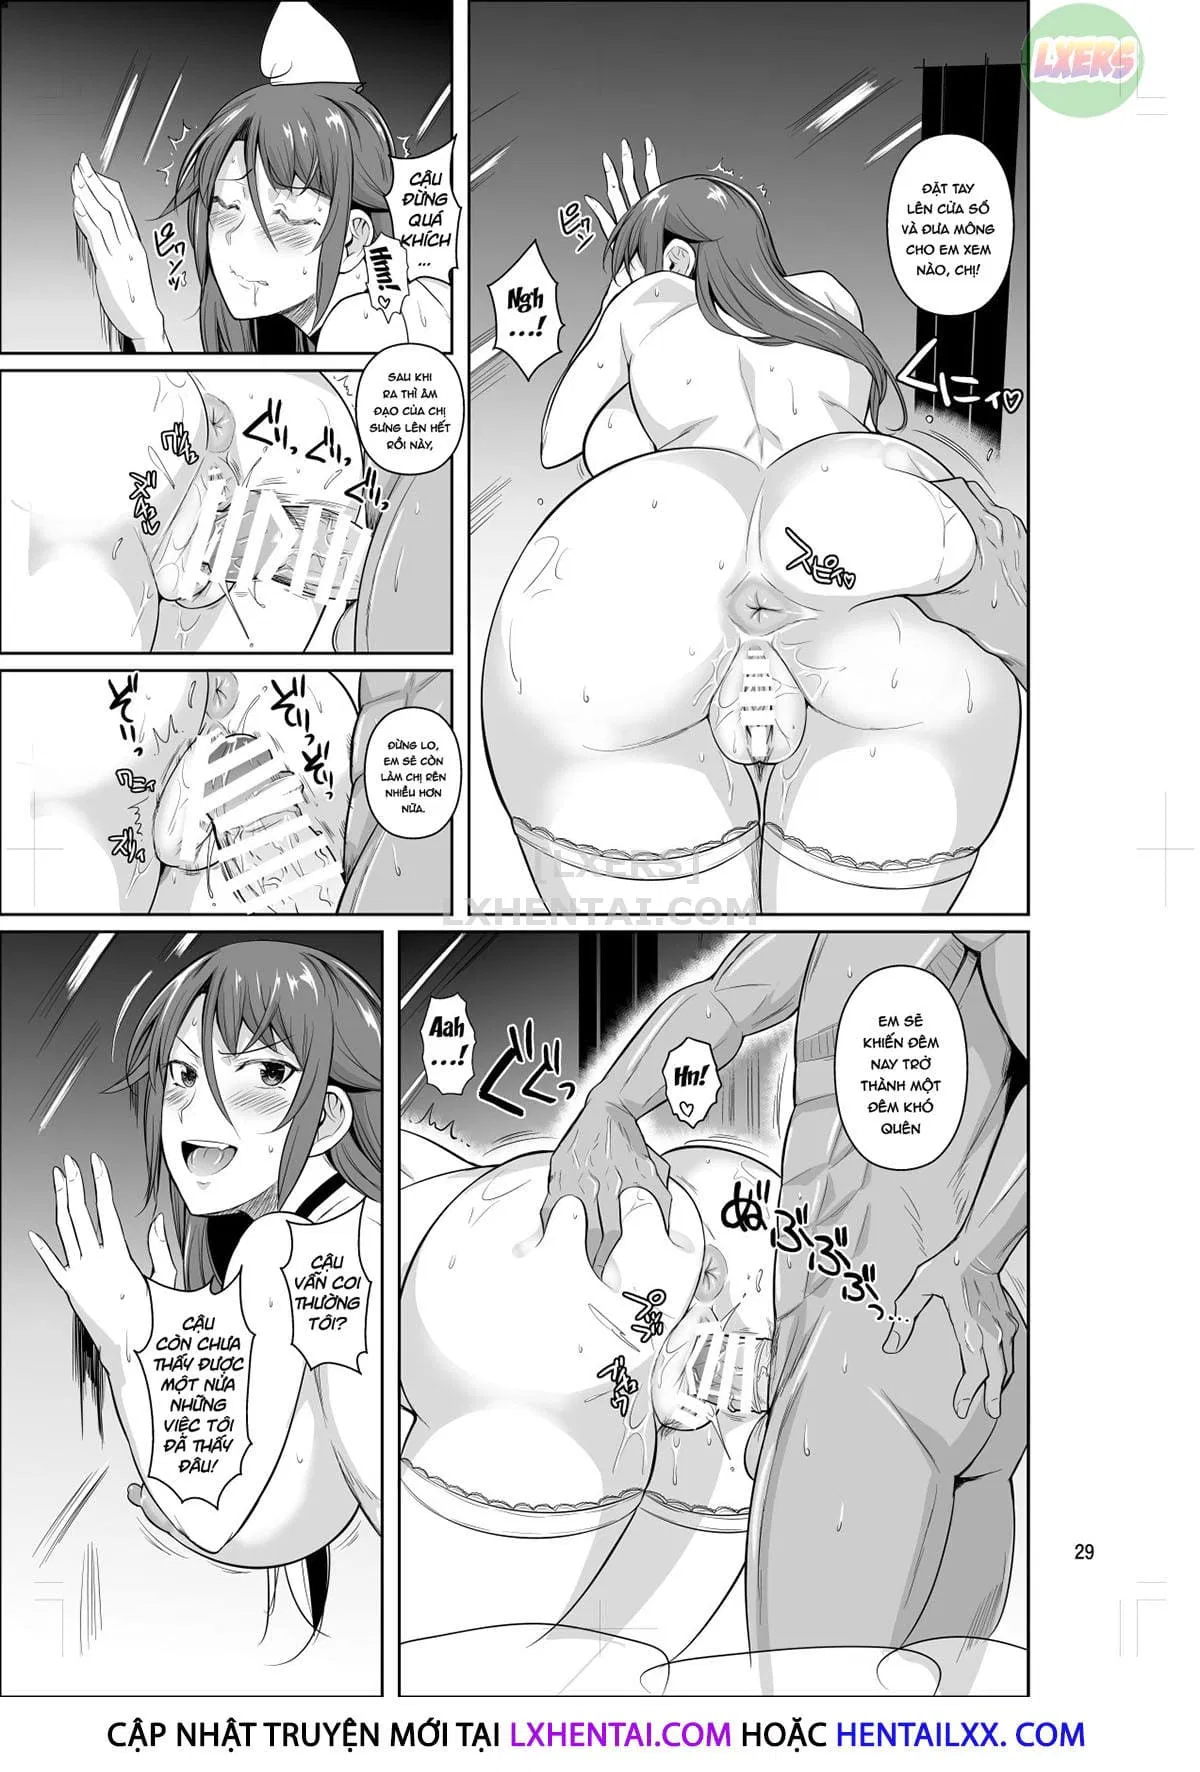 LXERS
ĐẶT TAY
LÊN CỬA SỔ
VÀ ĐƯA MÔNG
CHO EM XEM
NÀO, CHỊ!
Ngh
...!
CẬU
ĐỪNG
QUÁ
KHÍCH
...
Hnn!
SAU KHI
RA THÌ ÂM
ĐẠO CỦA CHỊ
SƯNG LÊN HẾT
RỒI NÀY,
ĐỪNG LO,
EM SẼ CÒN
LÀM CHỊ RÊN
NHIỀU HƠN
NỮA.
[LXERS]
LXHENTAI.COM
EM SẼ
KHIẾN ĐÊM
NAY TRỞ
THÀNH MỘT
ĐÊM KHÓ
QUÊN
Hn!
Aah
...!
CẬU
VẪN COI
THƯỜNG
TÔI?
CẬU
CÒN CHƯA
THẤY ĐƯỢC
MỘT NỬA
NHỮNG
VIỆC TÔI
ĐÃ THẤY
ĐÂU!
29
CẬP NHẬT TRUYỆN MỚI TẠI LXHENTAI.COM HOẶC HENTAILXX. COM